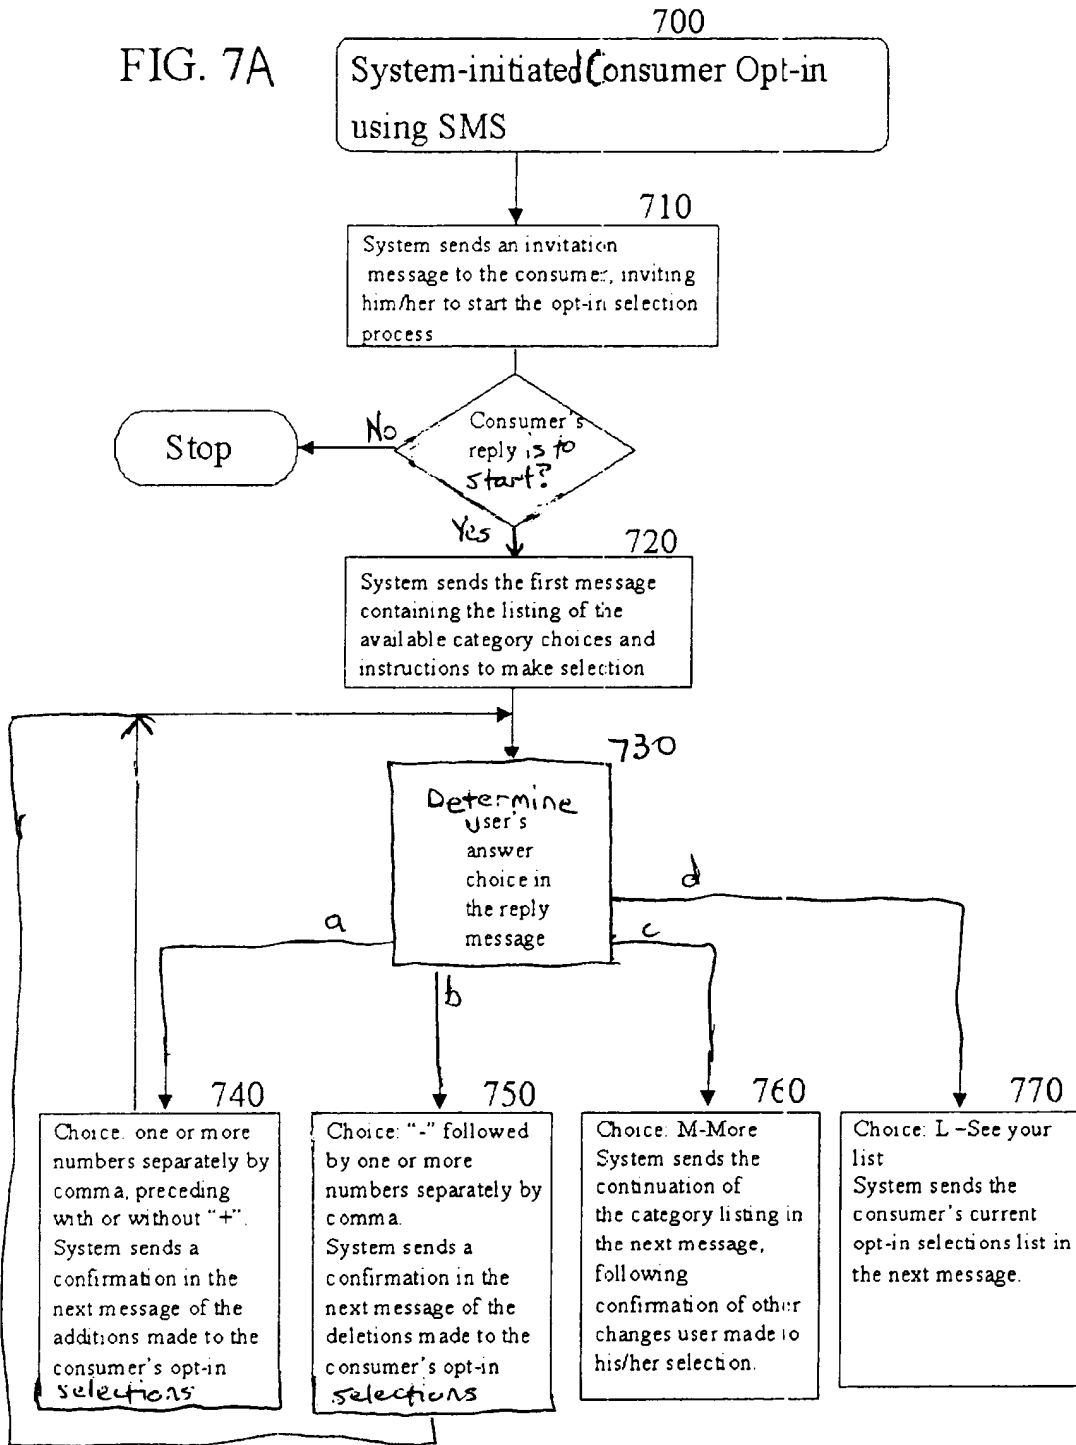 FIG. 7A
700
System-initiated Consumer Opt-in
using SMS
710
System sends an invitation
message to the consumer, inviting
him/her to start the opt-in selection
process
Consumer's
reply is to
start?
No
Stop
Yes
720
System sends the first message
containing the listing of the
available category choices and
instructions to make selection
730
Determine
user's
answer
choice in
the reply
message
a
b
c
d
740
Choice. one or more
numbers separately by
comma, preceding
with or without "+".
System sends a
confirmation in the
next message of the
additions made to the
consumer's opt-in
selections
750
Choice: "-" followed
by one or more
numbers separately by
comma.
System sends a
confirmation in the
next message of the
deletions made to the
consumer's opt-in
selections
760
Choice: M-More
System sends the
continuation of
the category listing in
the next message,
following
confirmation of other
changes user made to
his/her selection.
770
Choice: L -See your
list
System sends the
consumer's current
opt-in selections list in
the next message.